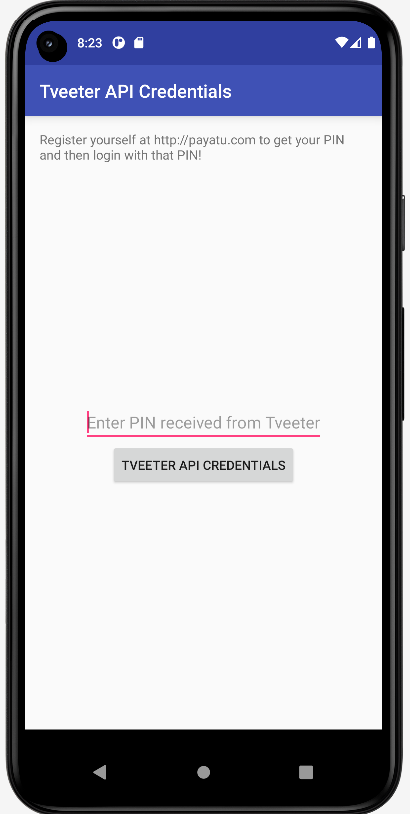 8:23
Tveeter API Credentials
Register yourself at http://payatu.com to get your PIN
and then login with that PIN!
Enter PIN received from Tveeter
TVEETER API CREDENTIALS